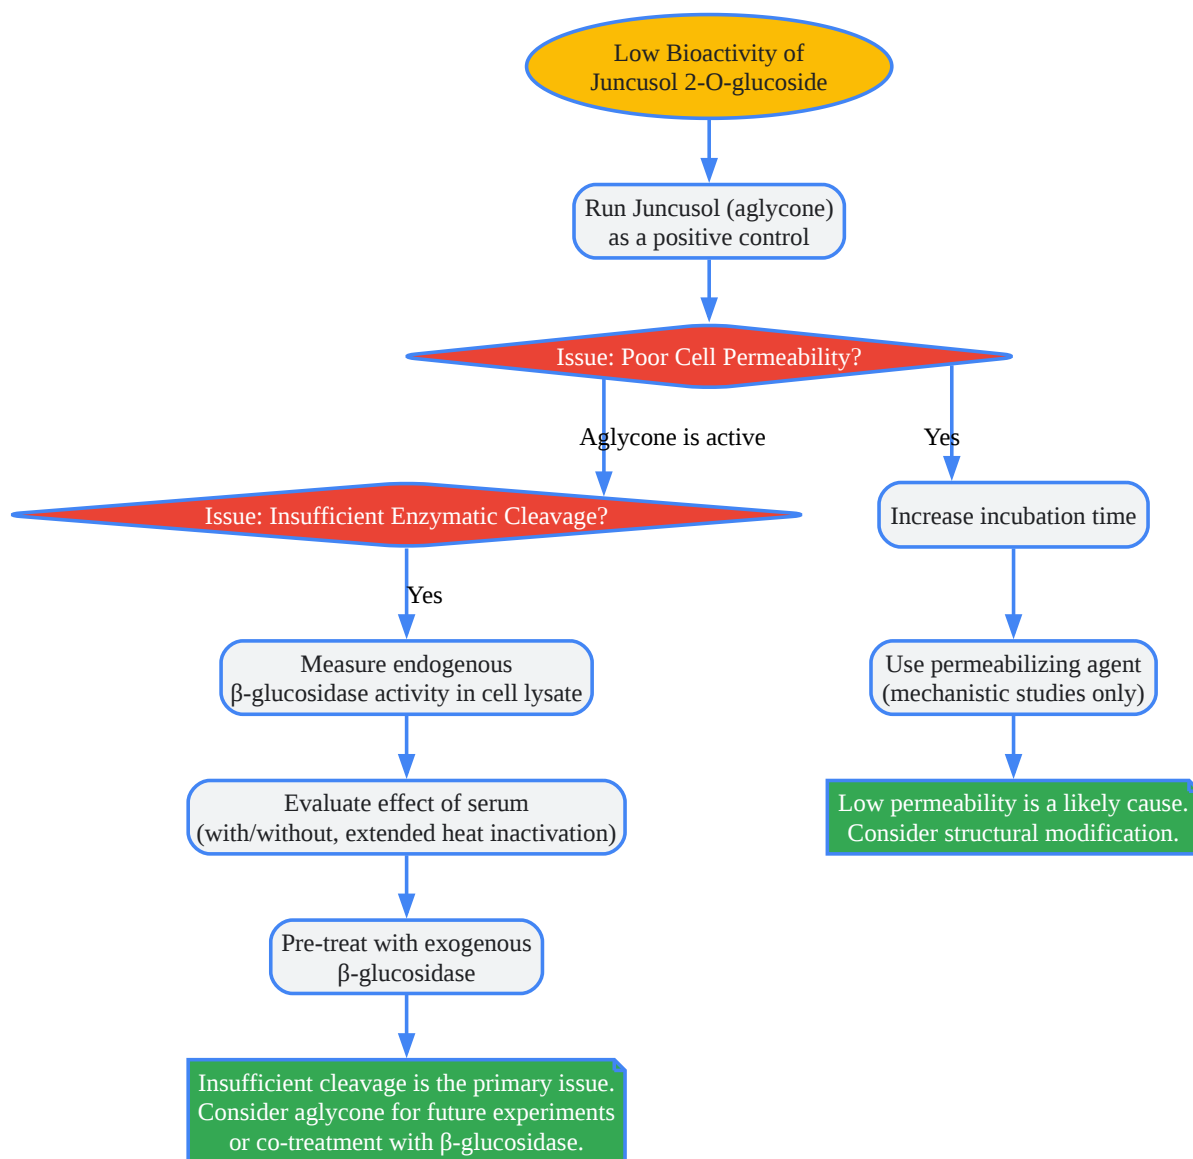 Low Bioactivity of
Juncusol 2-O-glucoside
Run Juncusol (aglycone)
as a positive control
Issue: Poor Cell Permeability?
Aglycone is active
Yes
Issue: Insufficient Enzymatic Cleavage?
Increase incubation time
Yes
Measure endogenous
β-glucosidase activity in cell lysate
Use permeabilizing agent
(mechanistic studies only)
Evaluate effect of serum
(with/without, extended heat inactivation)
Low permeability is a likely cause.
Consider structural modification.
Pre-treat with exogenous
β-glucosidase
Insufficient cleavage is the primary issue.
Consider aglycone for future experiments
or co-treatment with β-glucosidase.